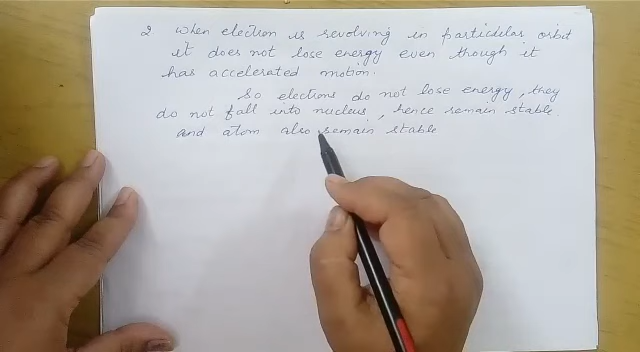 2 when electron is revolving in particular orbit
it does not lose energy even though it
has accelerated motion.
So electrons do not lose energy, they
do not fall into nucleus, hence remain stable.
and atom also remain stable